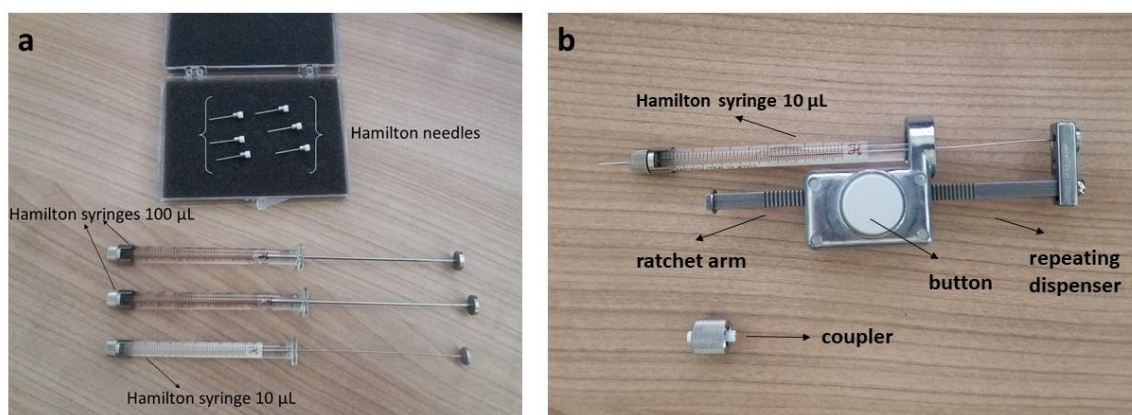 a
Hamilton needles
Hamilton syringes 100 µL
Hamilton syringe 10 µL
b
Hamilton syringe 10 µL
ratchet arm
button
repeating
dispenser
coupler